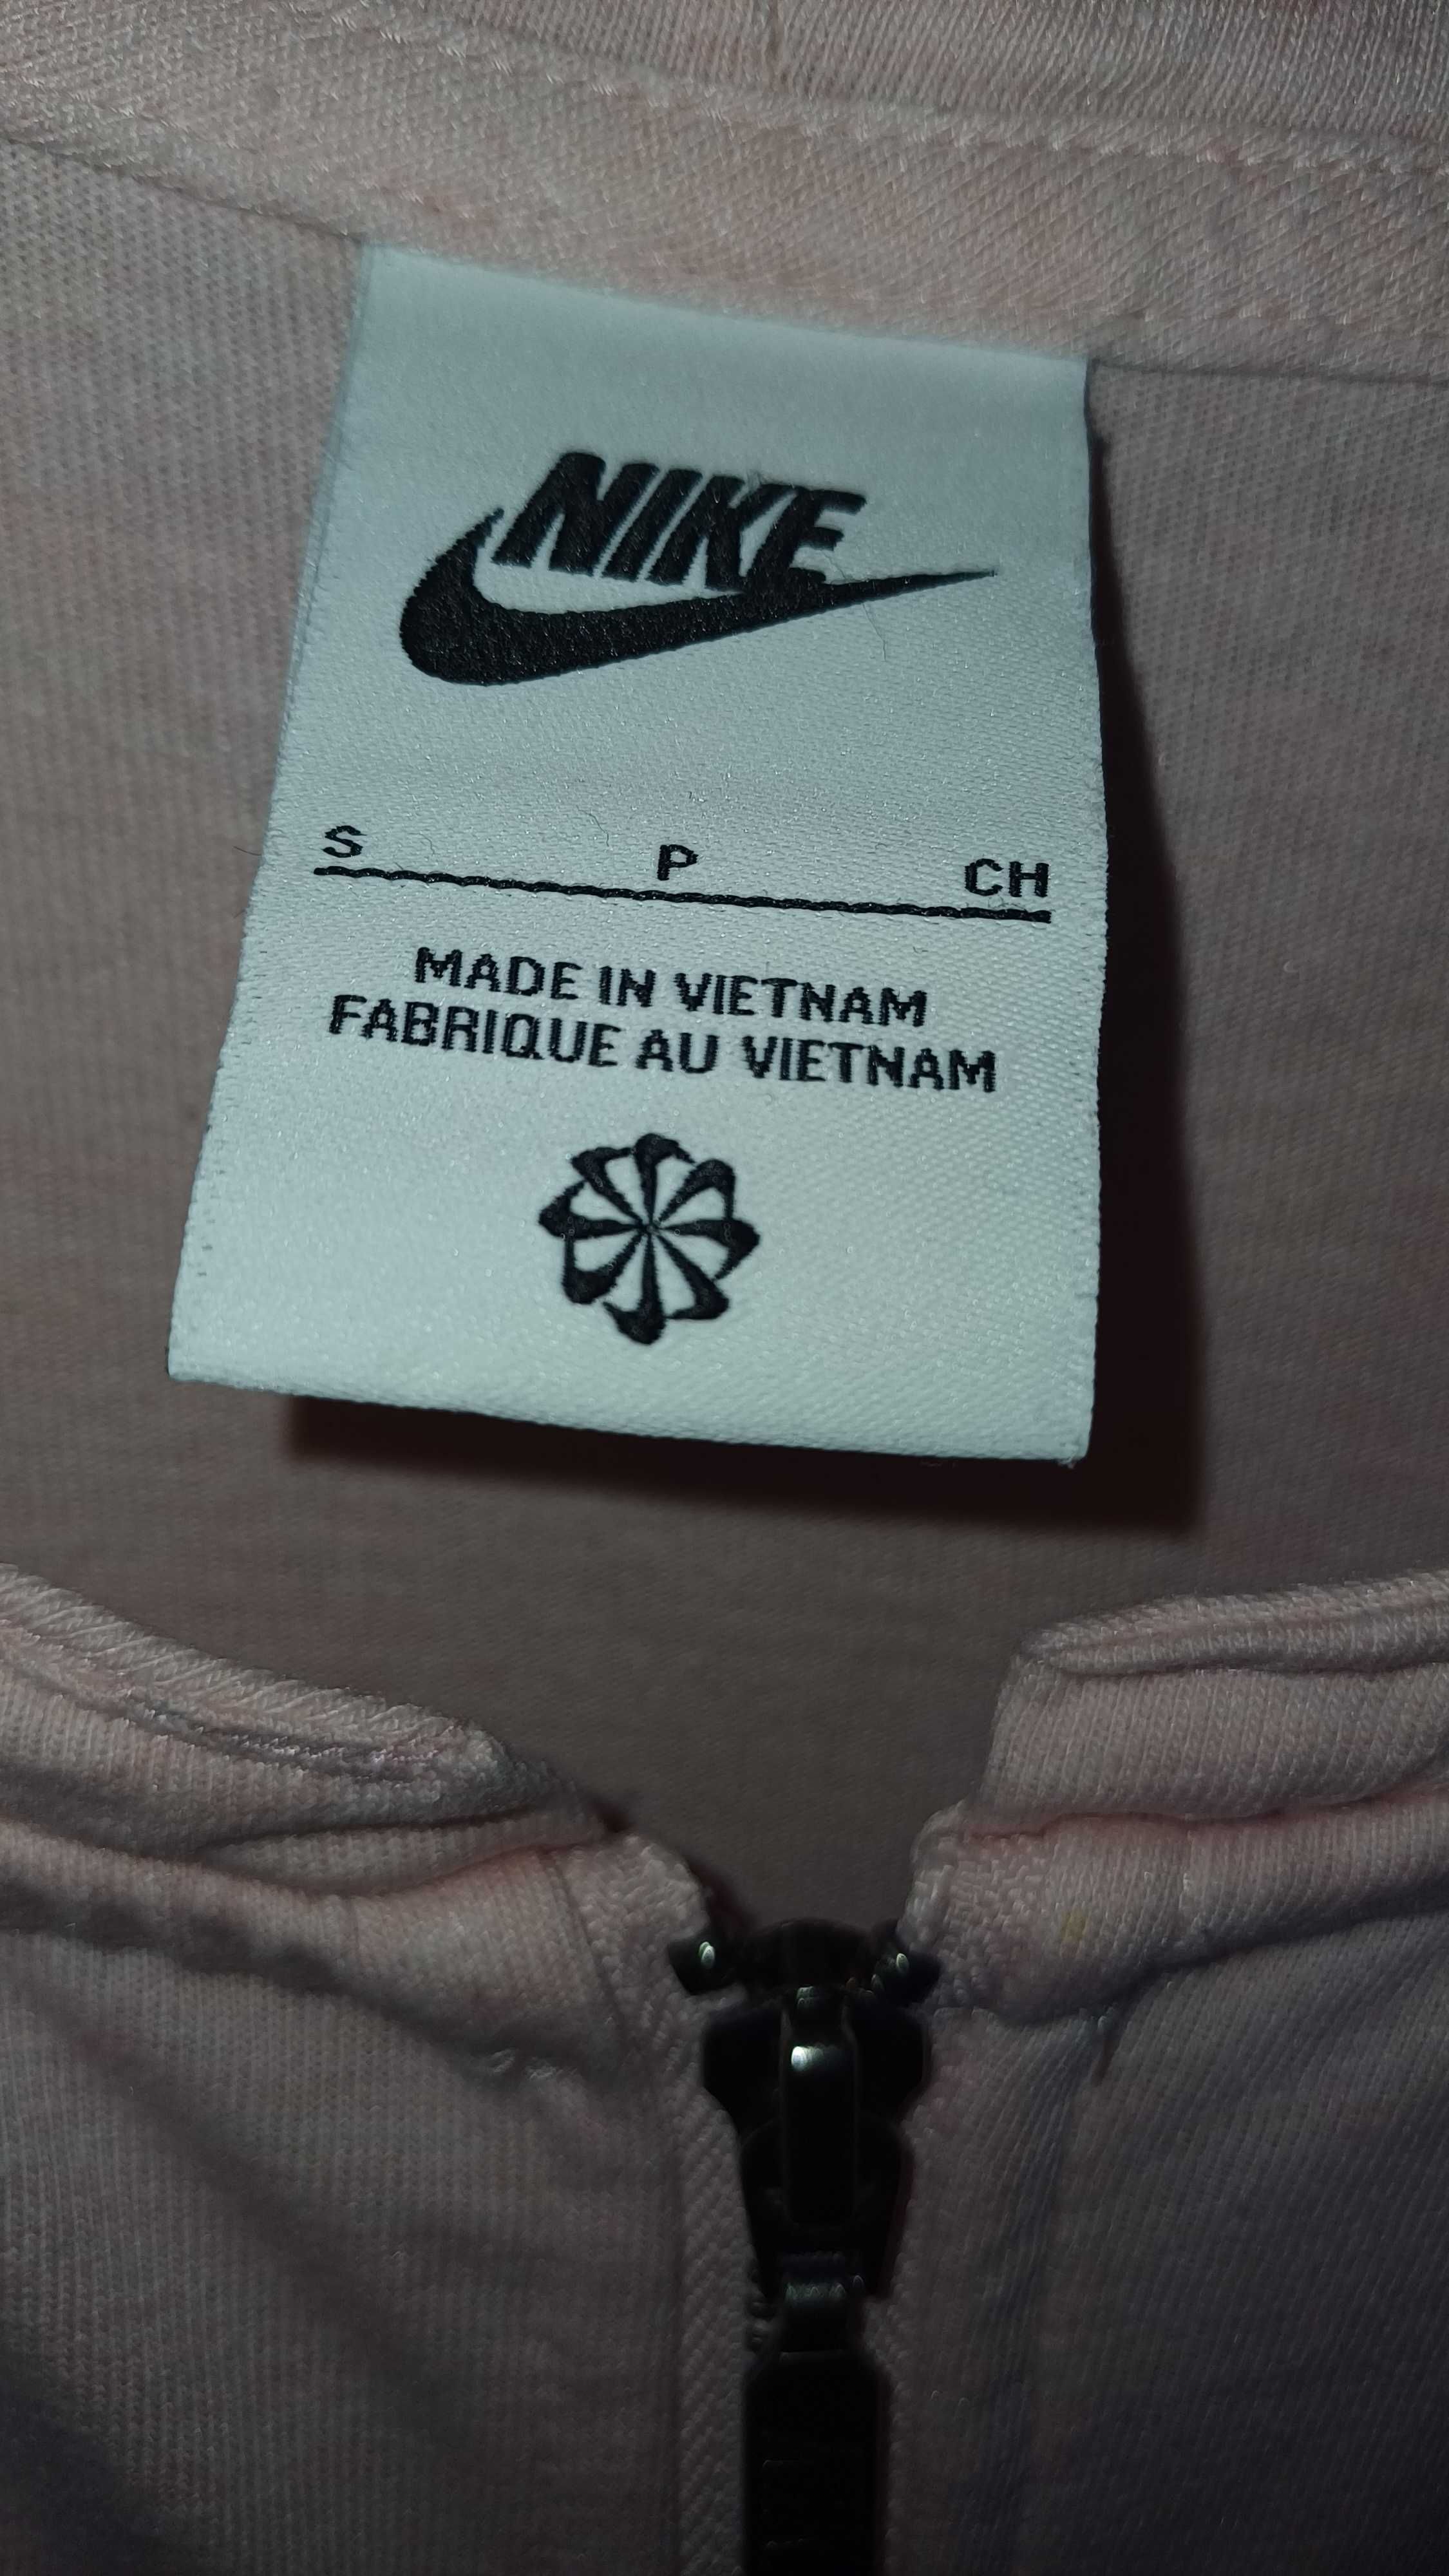 NIKE
S P CH
MADE IN VIETNAM
FABRIQUE AU VIETNAM